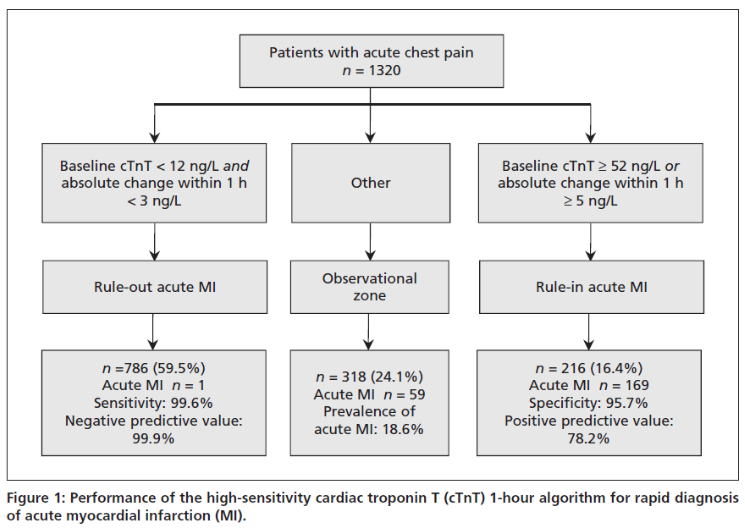 Patients with acute chest pain
n = 1320
Baseline cTnT < 12 ng/L and
absolute change within 1 h
< 3 ng/L
Other
Baseline cTnT ≥ 52 ng/L or
absolute change within 1 h
≥ 5 ng/L
Rule-out acute MI
Observational
zone
Rule-in acute MI
n =786 (59.5%)
Acute MI n = 1
Sensitivity: 99.6%
Negative predictive value:
99.9%
n = 318 (24.1%)
Acute MI n = 59
Prevalence of
acute MI: 18.6%
n = 216 (16.4%)
Acute MI n = 169
Specificity: 95.7%
Positive predictive value:
78.2%
Figure 1: Performance of the high-sensitivity cardiac troponin T (cTnT) 1-hour algorithm for rapid diagnosis
of acute myocardial infarction (MI).